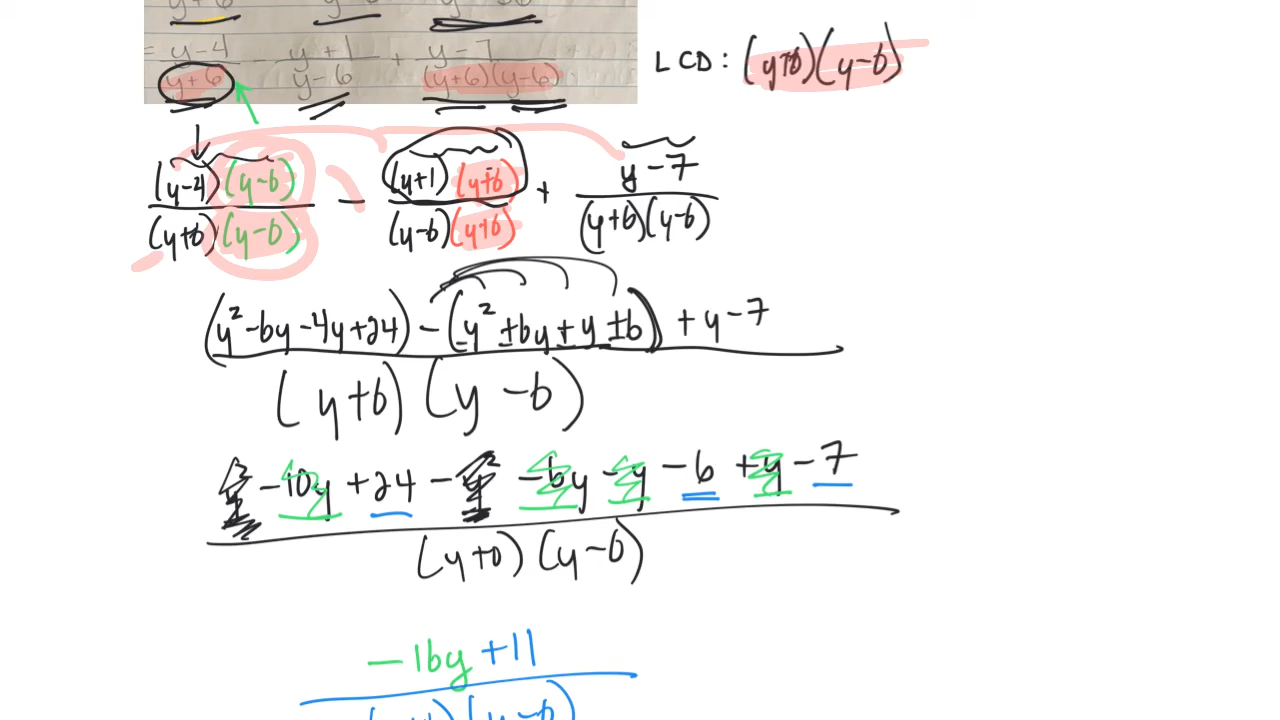 y+6
= y-4 / y+6 - y+1 / y-6 + y-7 / (y+6)(y-6)
LCD: (y+6)(y-6)
(y-4)(y-6) / (y+6)(y-6) - (y+1)(y+6) / (y-6)(y+6) + y-7 / (y+6)(y-6)
(y²-6y-4y+24) - (y²±6y+y±6) + y-7
(y+6)(y-6)
y²-10y+24-y²-6y-y-6+y-7
(y+6)(y-6)
-16y+11
(y-6)